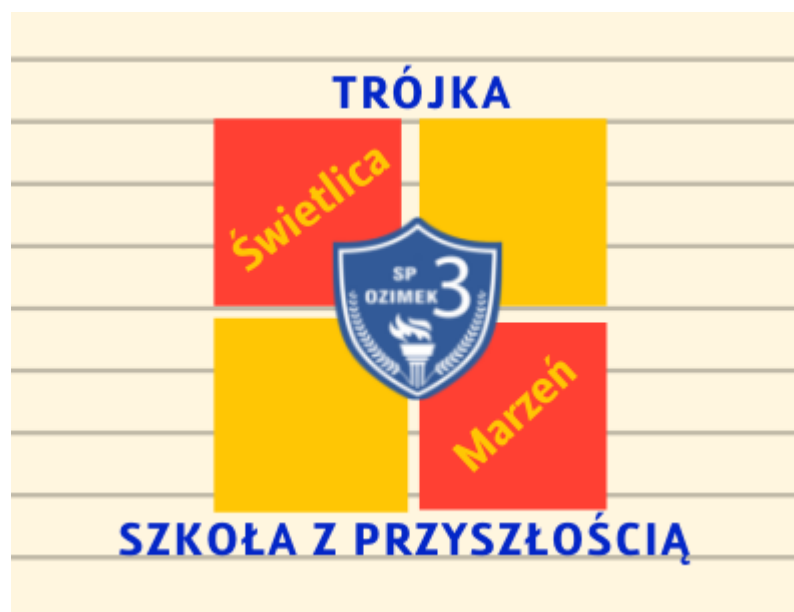 TRÓJKA
Świetlica
SP
OZIMEK 3
Marzeń
SZKOŁA Z PRZYSZŁOŚCIĄ